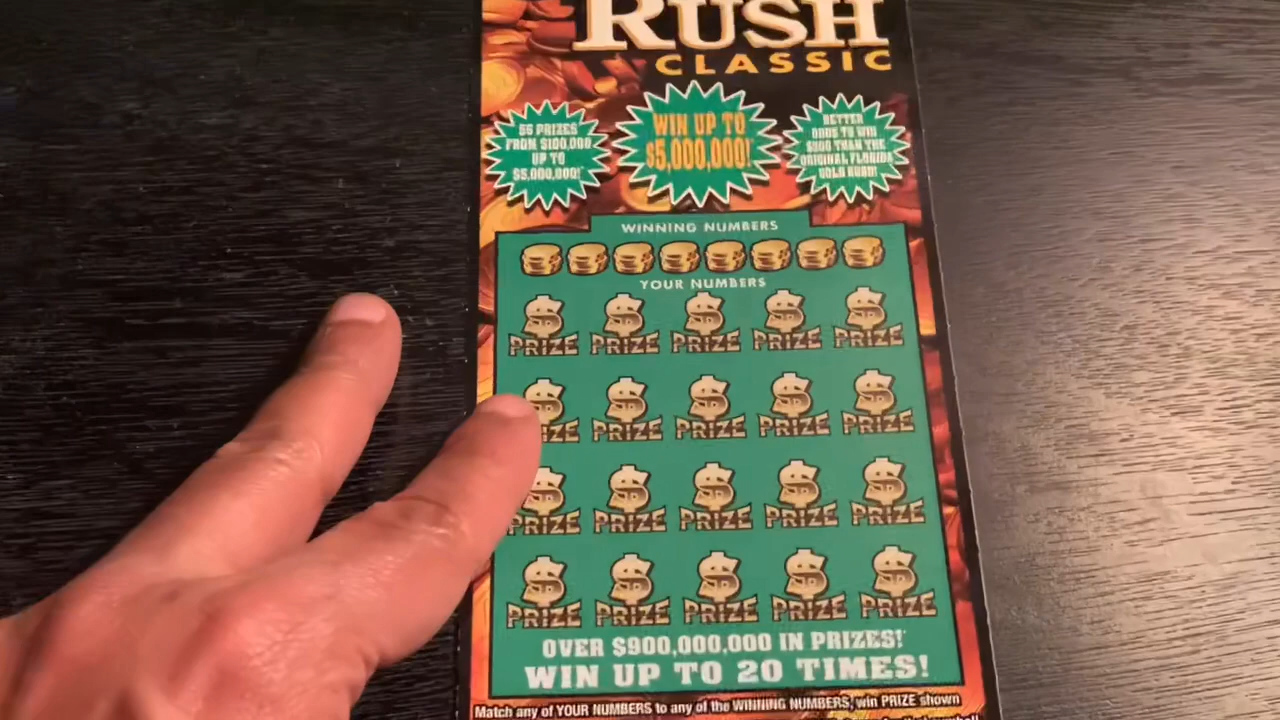 RUSH
CLASSIC
56 PRIZES
FROM $100,000
UP TO
$5,000,000!
WIN UP TO
$5,000,000!
BETTER
ODDS TO WIN
$500 THAN THE
ORIGINAL FLORIDA
GOLD RUSH!
WINNING NUMBERS
YOUR NUMBERS
PRIZE PRIZE PRIZE PRIZE PRIZE
PRIZE PRIZE PRIZE PRIZE
PRIZE PRIZE PRIZE PRIZE PRIZE
PRIZE PRIZE PRIZE PRIZE PRIZE
OVER $900,000,000 IN PRIZES!
WIN UP TO 20 TIMES!
Match any of YOUR NUMBERS to any of the WINNING NUMBERS, win PRIZE shown